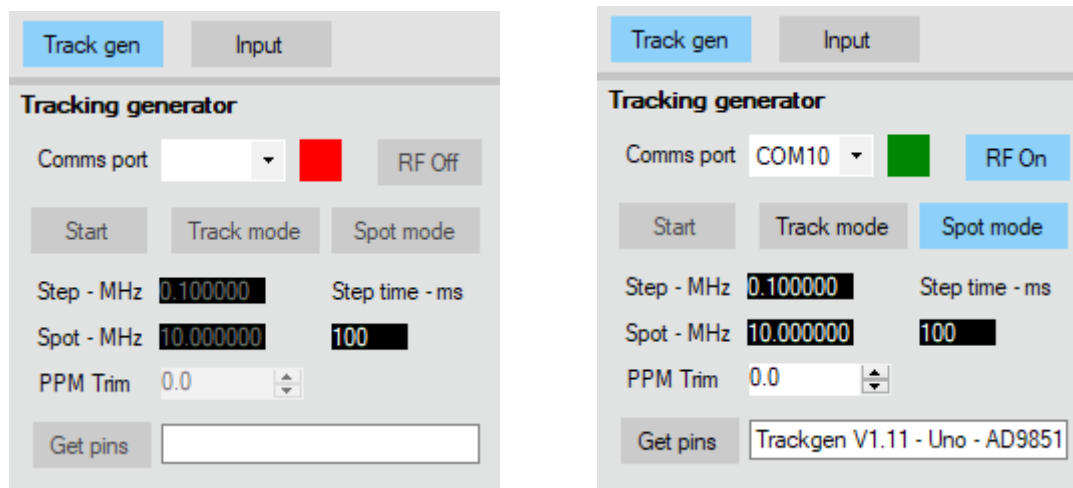 Track gen Input
Tracking generator
Comms port RF Off
Start Track mode Spot mode
Step - MHz 0.100000 Step time - ms
Spot - MHz 10.000000 100
PPM Trim 0.0
Get pins
Track gen Input
Tracking generator
Comms port COM10 RF On
Start Track mode Spot mode
Step - MHz 0.100000 Step time - ms
Spot - MHz 10.000000 100
PPM Trim 0.0
Get pins Trackgen V1.11 - Uno - AD9851